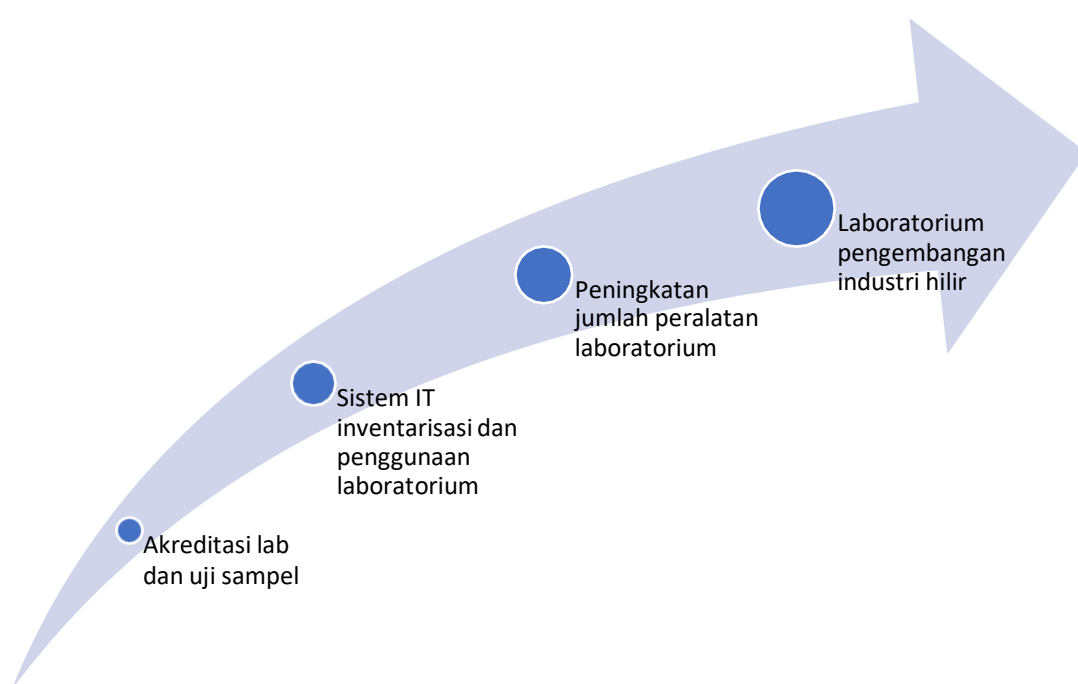 Akreditasi lab
dan uji sampel
Sistem IT
inventarisasi dan
penggunaan
laboratorium
Peningkatan
jumlah peralatan
laboratorium
Laboratorium
pengembangan
industri hilir